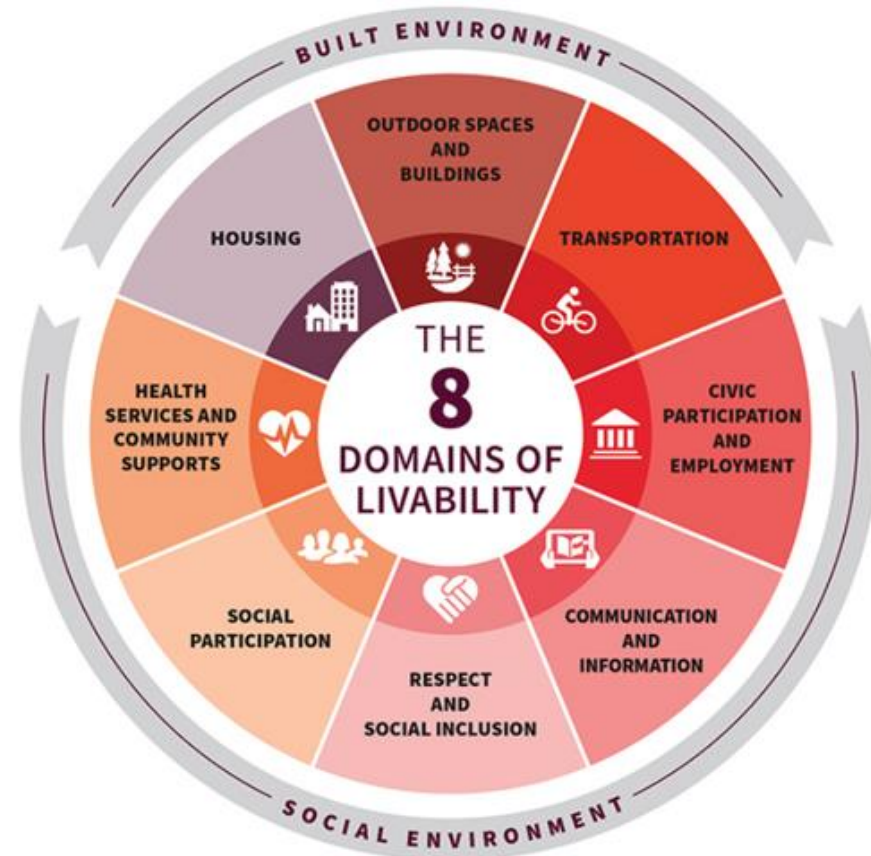 BUILT ENVIRONMENT
OUTDOOR SPACES
AND
BUILDINGS
TRANSPORTATION
CIVIC
PARTICIPATION
AND
EMPLOYMENT
COMMUNICATION
AND
INFORMATION
RESPECT
AND
SOCIAL INCLUSION
SOCIAL
PARTICIPATION
HEALTH
SERVICES AND
COMMUNITY
SUPPORTS
HOUSING
THE
8
DOMAINS OF
LIVABILITY
SOCIAL ENVIRONMENT